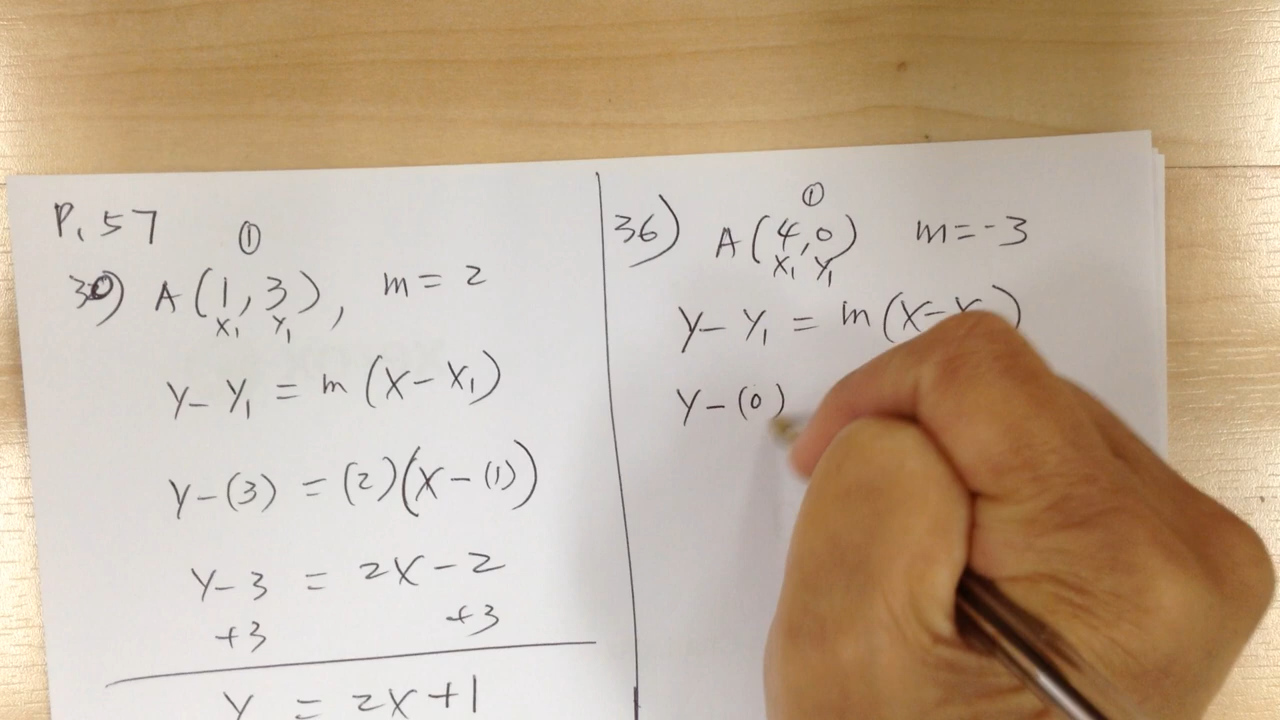 P. 57
①
30) A(1,3), m=2
X₁ Y₁
Y-Y₁ = m(X-X₁)
Y-(3) = (2)(X-(1))
Y-3 = 2X-2
+3 +3
Y = 2X+1
①
36) A(4,0) m=-3
X₁ Y₁
Y-Y₁ = m(X-X )
Y-(0)